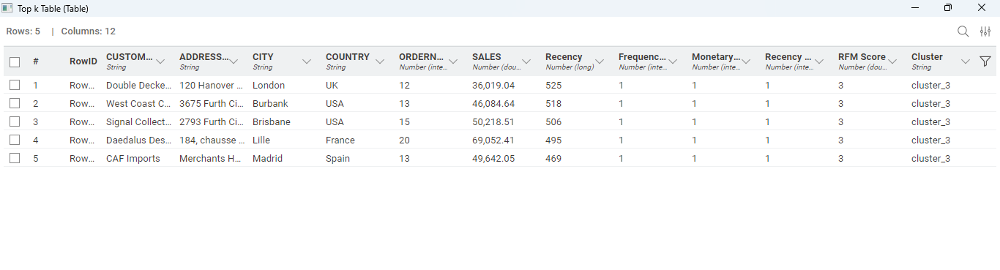 Top k Table (Table)
Rows: 5 | Columns: 12
# RowID CUSTOM... ADDRESS... CITY COUNTRY ORDERN... SALES Recency Frequenc... Monetary... Recency ... RFM Score Cluster
String String String String Number (inte... Number (dou... Number (long) Number (inte... Number (inte... Number (inte... Number (dou... String
1 Row... Double Decke... 120 Hanover ... London UK 12 36,019.04 525 1 1 1 3 cluster_3
2 Row... West Coast C... 3675 Furth Ci... Burbank USA 13 46,084.64 518 1 1 1 3 cluster_3
3 Row... Signal Collect... 2793 Furth Ci... Brisbane USA 15 50,218.51 506 1 1 1 3 cluster_3
4 Row... Daedalus Des... 184, chausse ... Lille France 20 69,052.41 495 1 1 1 3 cluster_3
5 Row... CAF Imports Merchants H... Madrid Spain 13 49,642.05 469 1 1 1 3 cluster_3